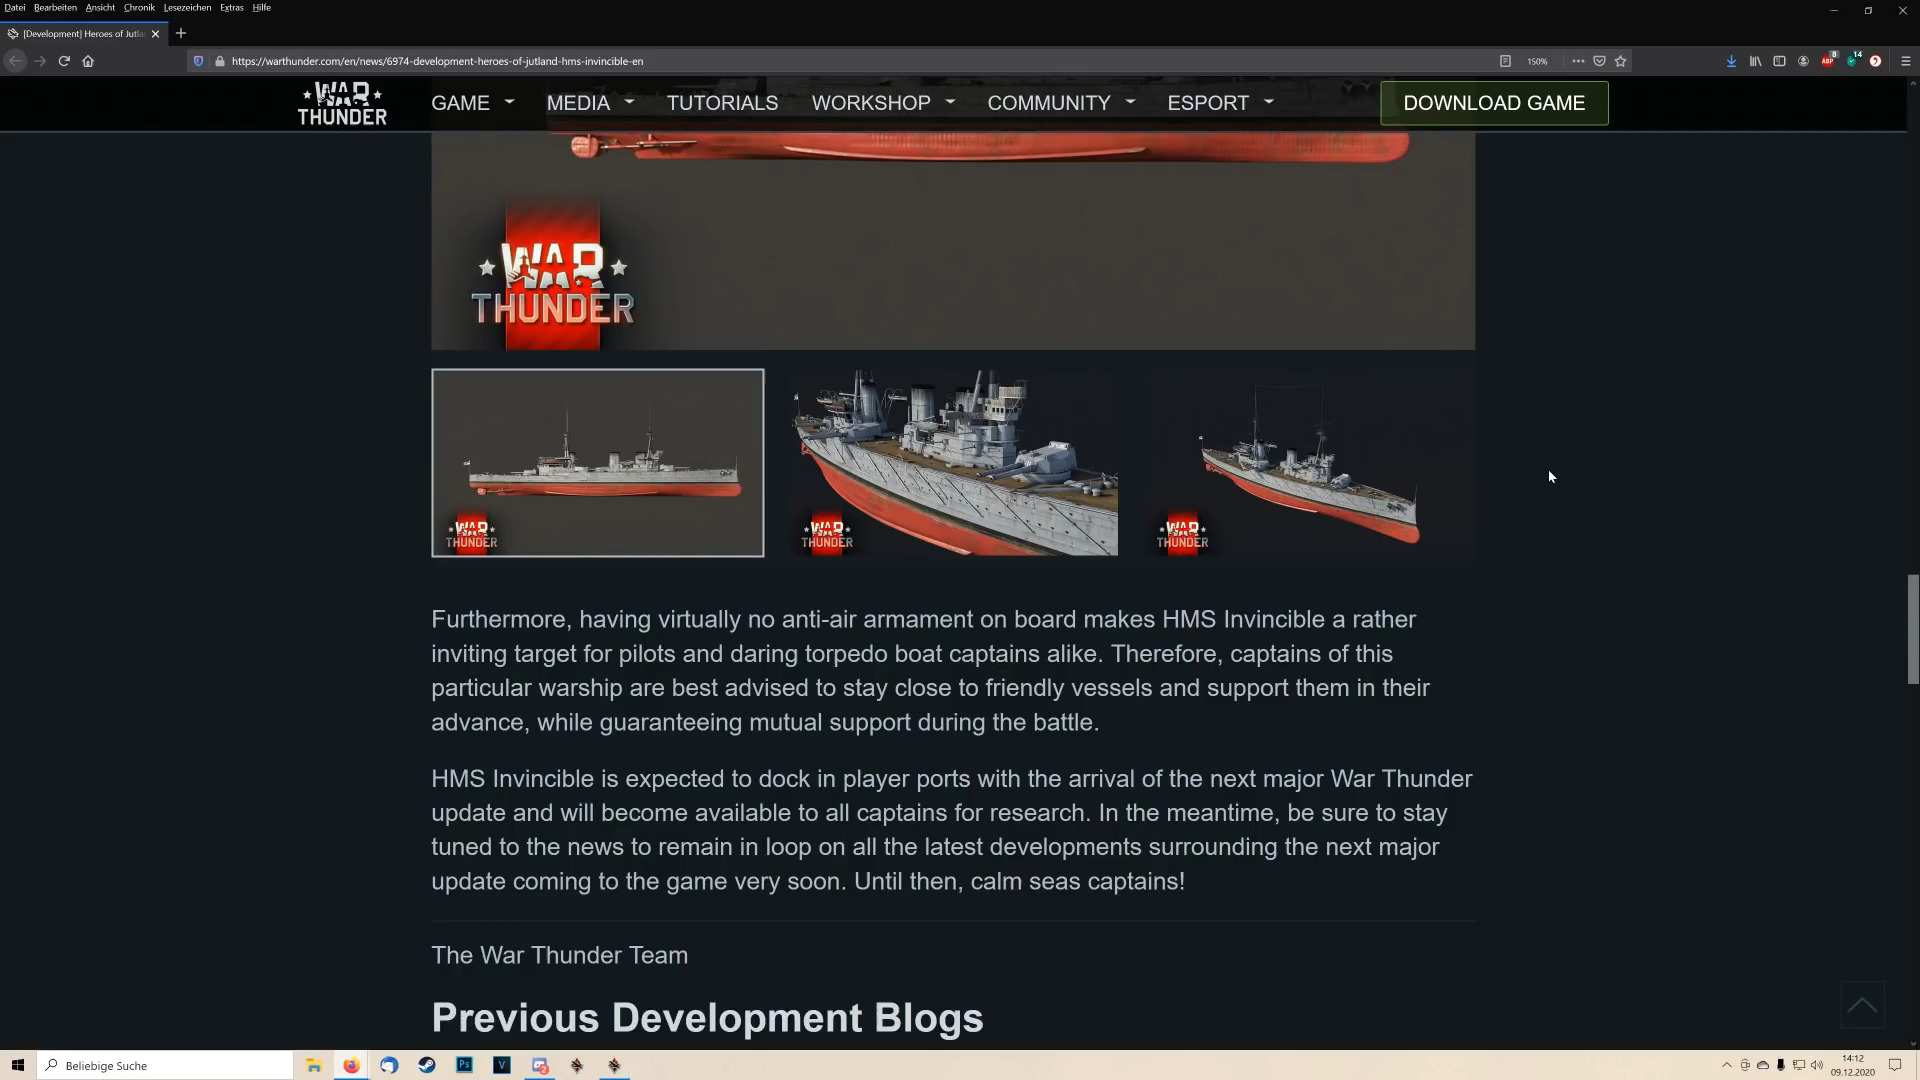 Datei Bearbeiten Ansicht Chronik Lesezeichen Extras Hilfe
[Development] Heroes of Jutla
https://warthunder.com/en/news/6974-development-heroes-of-jutland-hms-invincible-en
150%
8
14
WAR THUNDER
GAME MEDIA TUTORIALS WORKSHOP COMMUNITY ESPORT DOWNLOAD GAME
WAR
THUNDER
WAR
THUNDER
WAR
THUNDER
WAR
THUNDER
Furthermore, having virtually no anti-air armament on board makes HMS Invincible a rather
inviting target for pilots and daring torpedo boat captains alike. Therefore, captains of this
particular warship are best advised to stay close to friendly vessels and support them in their
advance, while guaranteeing mutual support during the battle.
HMS Invincible is expected to dock in player ports with the arrival of the next major War Thunder
update and will become available to all captains for research. In the meantime, be sure to stay
tuned to the news to remain in loop on all the latest developments surrounding the next major
update coming to the game very soon. Until then, calm seas captains!
The War Thunder Team
Previous Development Blogs
Beliebige Suche
Ps
V
2
14:12
09.12.2020